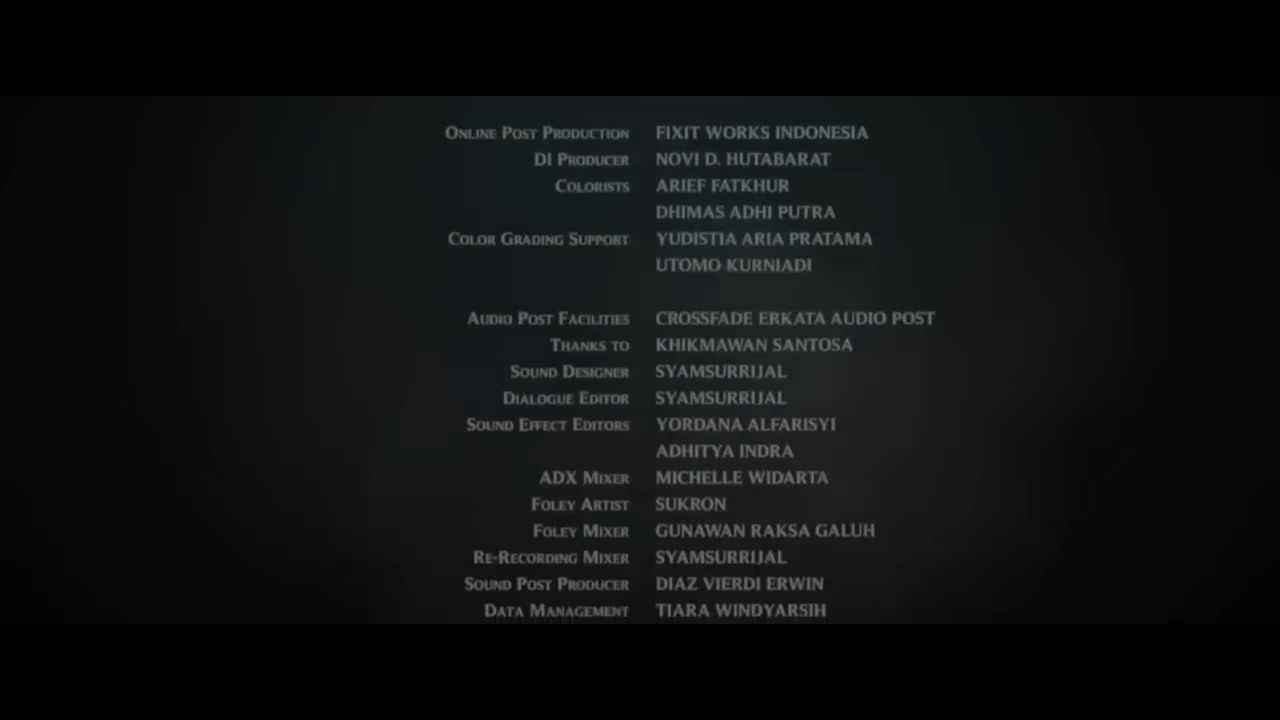 Online Post Production FIXIT WORKS INDONESIA
DI Producer NOVI D. HUTABARAT
Colorists ARIEF FATKHUR
DHIMAS ADHI PUTRA
Color Grading Support YUDISTIA ARIA PRATAMA
UTOMO KURNIADI
Audio Post Facilities CROSSFADE ERKATA AUDIO POST
Thanks to KHIKMAWAN SANTOSA
Sound Designer SYAMSURRIJAL
Dialogue Editor SYAMSURRIJAL
Sound Effect Editors YORDANA ALFARISYI
ADHITYA INDRA
ADX Mixer MICHELLE WIDARTA
Foley Artist SUKRON
Foley Mixer GUNAWAN RAKSA GALUH
Re-Recording Mixer SYAMSURRIJAL
Sound Post Producer DIAZ VIERDI ERWIN
Data Management TIARA WINDYARSIH